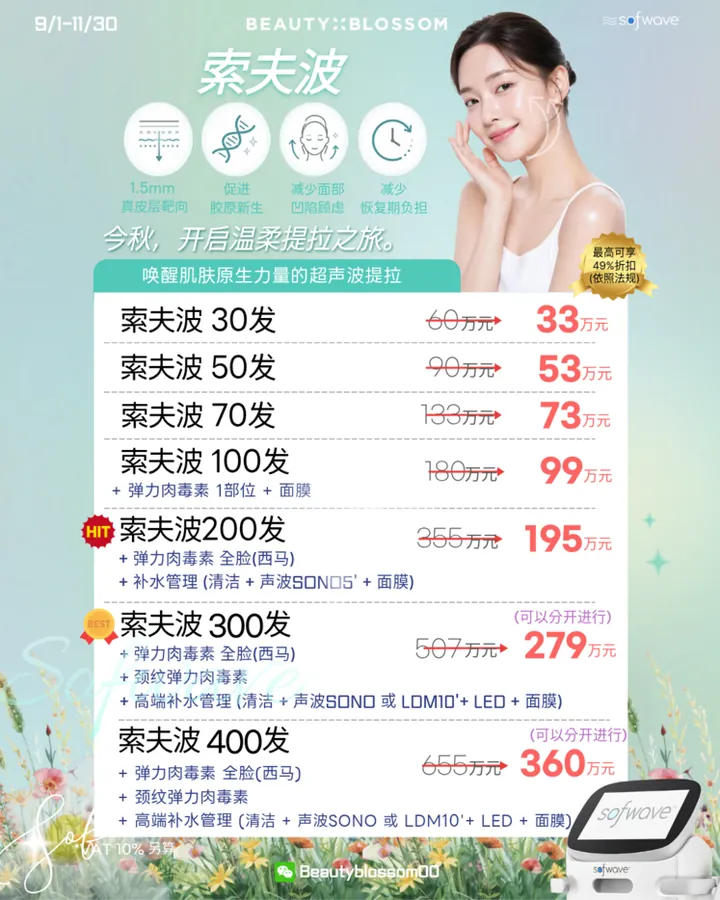 9/1-11/30
BEAUTY BLOSSOM
sofwave
索夫波
1.5mm
真皮层靶向
促进
胶原新生
减少面部
凹陷顾虑
减少
恢复期负担
今秋，开启温柔提拉之旅。
唤醒肌肤原生力量的超声波提拉
最高可享
49%折扣
(依照法规)
索夫波 30发 60万元 33万元
索夫波 50发 90万元 53万元
索夫波 70发 133万元 73万元
索夫波 100发 180万元 99万元
+ 弹力肉毒素 1部位 + 面膜
HIT 索夫波200发 355万元 195万元
+ 弹力肉毒素 全脸(西马)
+ 补水管理 (清洁 + 声波SONO5' + 面膜)
(可以分开进行)
BEST 索夫波 300发 507万元 279万元
+ 弹力肉毒素 全脸(西马)
+ 颈纹弹力肉毒素
+ 高端补水管理 (清洁 + 声波SONO 或 LDM10'+ LED + 面膜)
(可以分开进行)
索夫波 400发 655万元 360万元
+ 弹力肉毒素 全脸(西马)
+ 颈纹弹力肉毒素
+ 高端补水管理 (清洁 + 声波SONO 或 LDM10'+ LED + 面膜)
Sofwave
sofwave
sofwave
VAT 10% 另算
Beautyblossom00